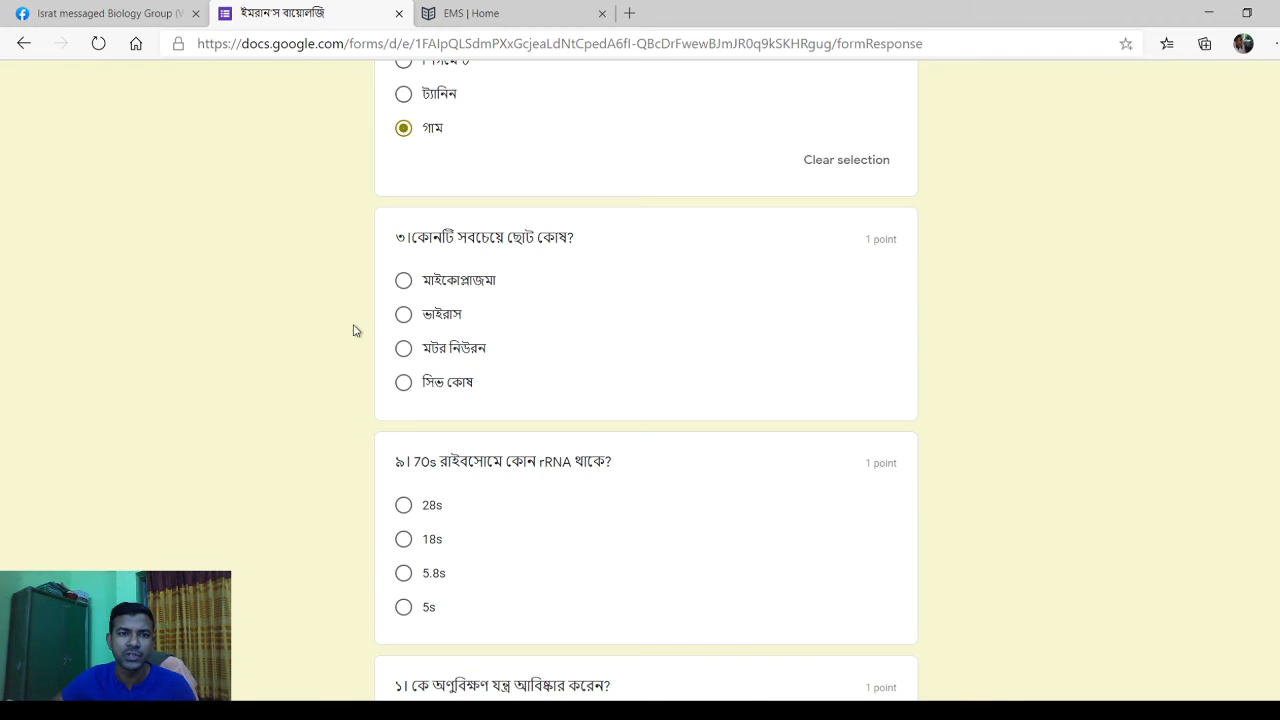 Israt messaged Biology Group (V
ইমরান'স বায়োলজি
EMS | Home
https://docs.google.com/forms/d/e/1FAIpQLSdmPXxGcjeaLdNtCpedA6fI-QBcDrFwewBJmJR0q9kSKHRgug/formResponse
ট্যানিন
গাম
Clear selection
৩।কোনটি সবচেয়ে ছোট কোষ?
1 point
মাইকোপ্লাজমা
ভাইরাস
মটর নিউরন
সিভ কোষ
৯। 70s রাইবসোমে কোন rRNA থাকে?
1 point
28s
18s
5.8s
5s
১। কে অণুবিক্ষণ যন্ত্র আবিষ্কার করেন?
1 point